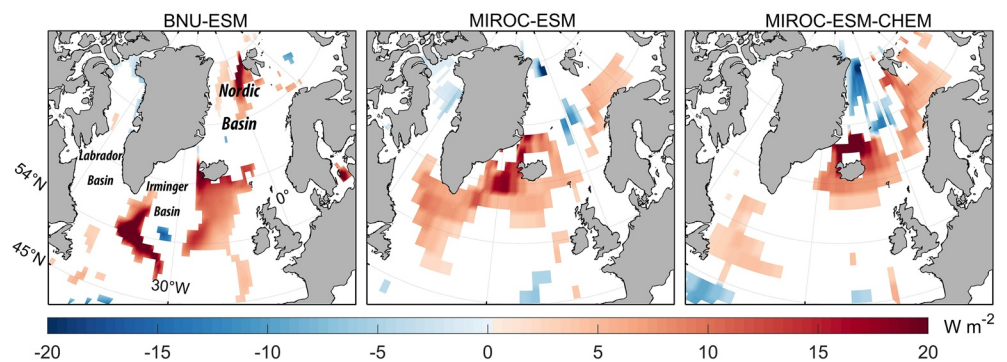 BNU-ESM
MIROC-ESM
MIROC-ESM-CHEM
Nordic
Basin
Labrador
Basin
Irminger
Basin
54°N
45°N
30°W
0°
-20 -15 -10 -5 0 5 10 15 20
W m-2